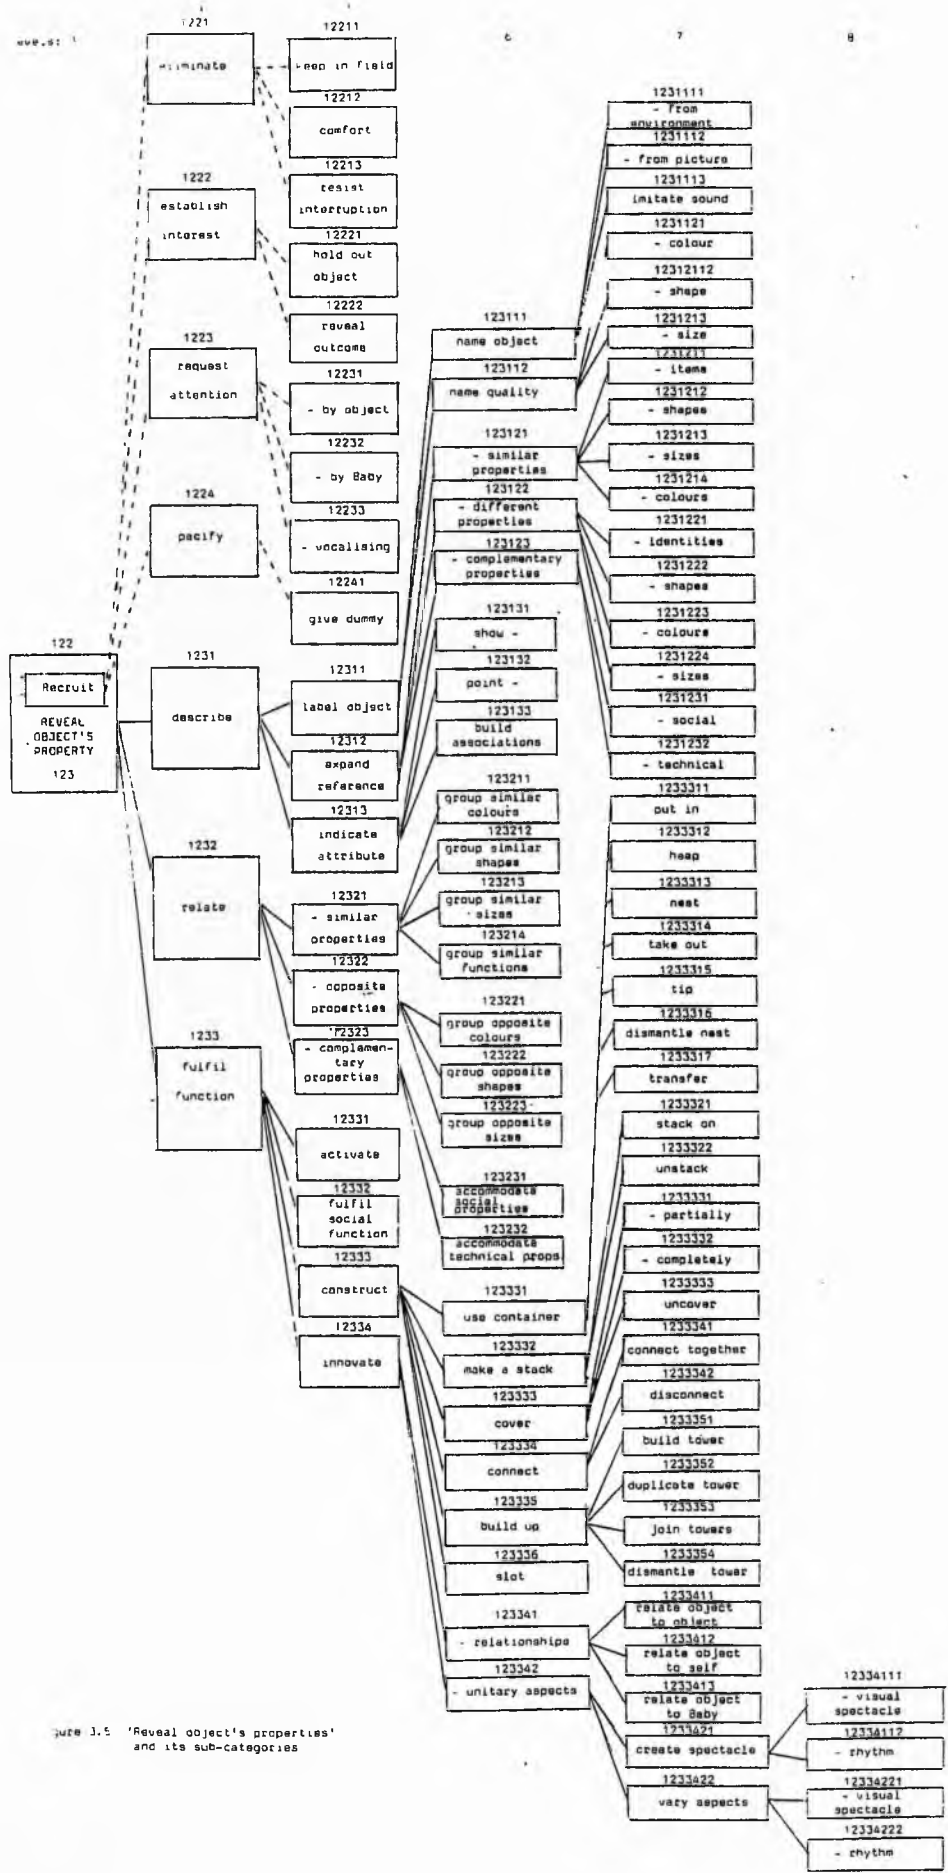 6
7
8
122
Recruit
REVEAL
OBJECT'S
PROPERTY
123
1221
1222
establish
interest
1223
request
attention
1224
pacify
1231
describe
1232
relate
1233
fulfil
function
12211
keep in field
12212
comfort
12213
resist
interruption
12221
hold out
object
12222
reveal
outcome
12231
- by object
12232
- by Baby
12233
- vocalising
12241
give dummy
12311
label object
12312
expand
reference
12313
indicate
attribute
12321
- similar
properties
12322
- opposite
properties
12323
- complemen-
tary
properties
12331
activate
12332
fulfil
social
function
12333
construct
12334
innovate
123111
name object
123112
name quality
123121
- similar
properties
123122
- different
properties
123123
- complementary
properties
123131
show -
123132
point -
123133
build
associations
123211
group similar
colours
123212
group similar
shapes
123213
group similar
sizes
123214
group similar
functions
123221
group opposite
colours
123222
group opposite
shapes
123223
group opposite
sizes
123231
accommodate
social
properties
123232
accommodate
technical props
123331
use container
123332
make a stack
123333
cover
123334
connect
123335
build up
123336
slot
123341
- relationships
123342
- unitary aspects
1231111
- from
environment
1231112
- from picture
1231113
imitate sound
1231121
- colour
12312112
- shape
1231213
- size
1231211
- items
1231212
- shapes
1231213
- sizes
1231214
- colours
1231221
- identities
1231222
- shapes
1231223
- colours
1231224
- sizes
1231231
- social
1231232
- technical
1233311
put in
1233312
heap
1233313
nest
1233314
take out
1233315
tip
1233316
dismantle nest
1233317
transfer
1233321
stack on
1233322
unstack
1233331
- partially
1233332
- completely
1233333
uncover
1233341
connect together
1233342
disconnect
1233351
build tower
1233352
duplicate tower
1233353
join towers
1233354
dismantle tower
1233411
relate object
to object
1233412
relate object
to self
1233413
relate object
to Baby
1233421
create spectacle
1233422
vary aspects
12334111
- visual
spectacle
12334112
- rhythm
12334221
- visual
spectacle
12334222
- rhythm
3.5 'Reveal object's properties'
and its sub-categories